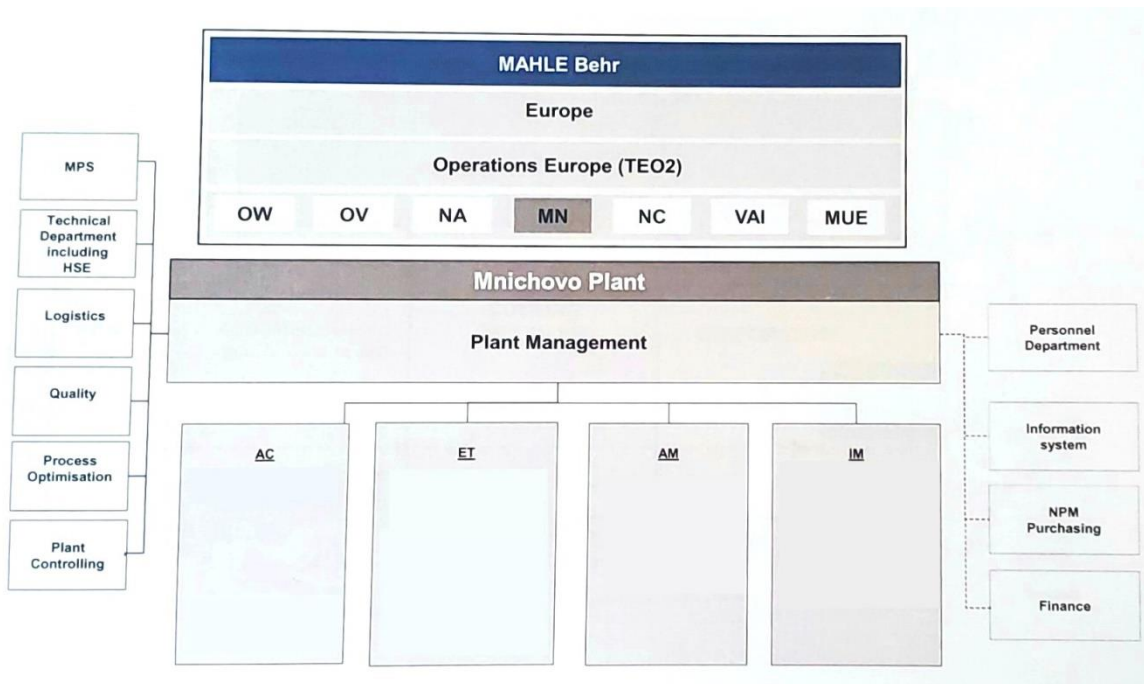 MAHLE Behr
Europe
Operations Europe (TEO2)
OW OV NA MN NC VAI MUE
Mnichovo Plant
Plant Management
MPS
Technical
Department
including
HSE
Logistics
Quality
Process
Optimisation
Plant
Controlling
AC ET AM IM
Personnel
Department
Information
system
NPM
Purchasing
Finance